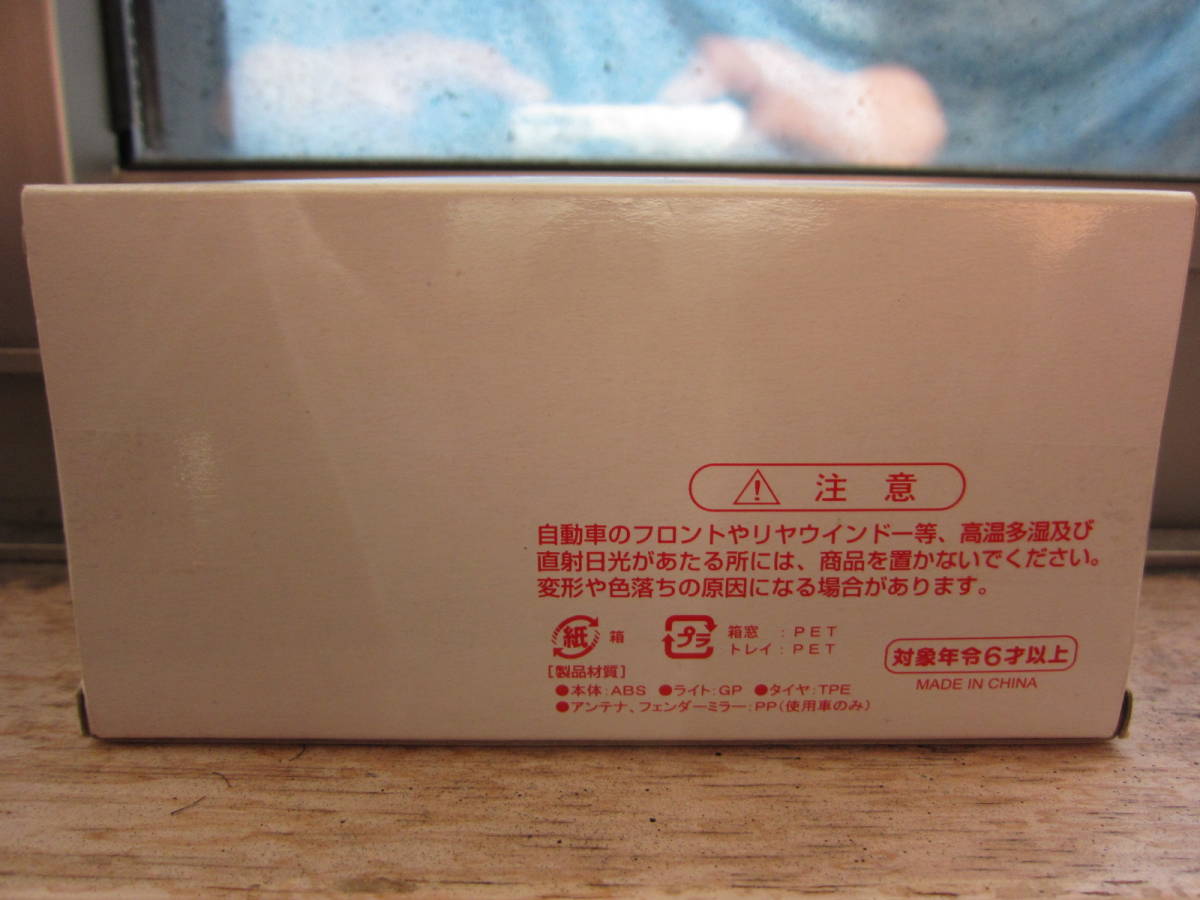 注意
自動車のフロントやリヤウインドー等、高温多湿及び
直射日光があたる所には、商品を置かないでください。
変形や色落ちの原因になる場合があります。
紙 箱
プラ 箱窓 : PET
トレイ : PET
[製品材質]
●本体:ABS ●ライト:GP ●タイヤ:TPE
●アンテナ、フェンダーミラー:PP(使用車のみ)
対象年令6才以上
MADE IN CHINA